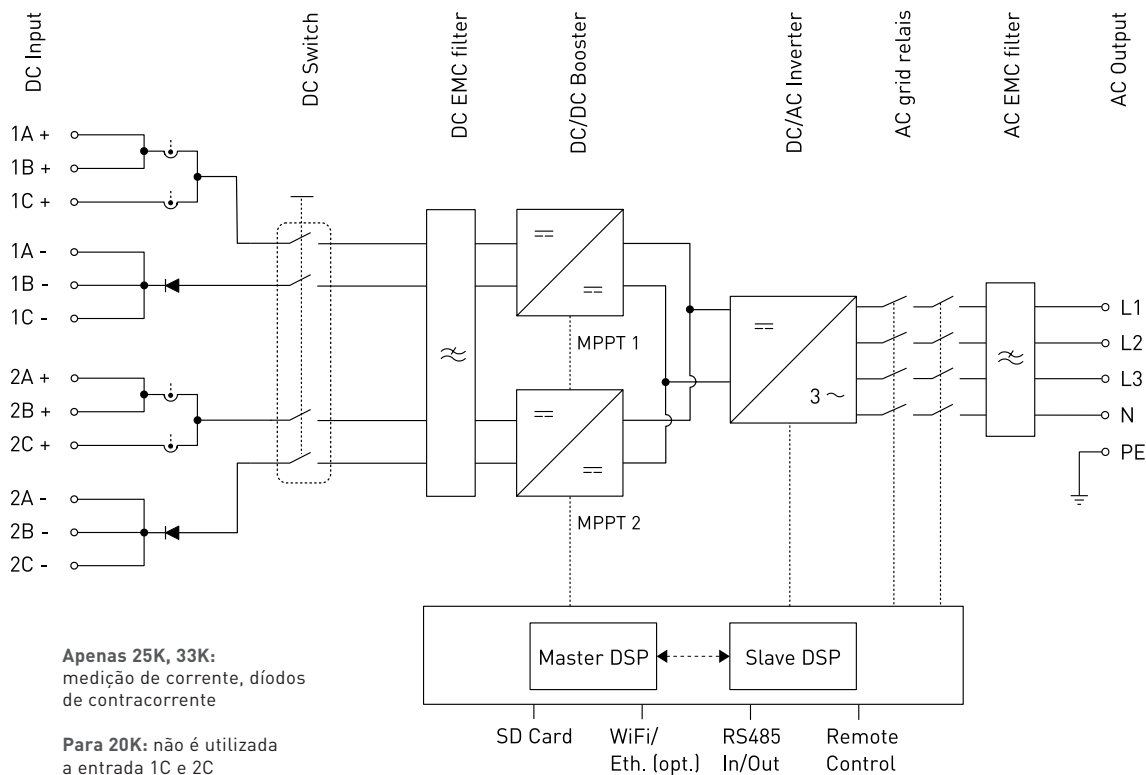 DC Input
DC Switch
DC EMC filter
DC/DC Booster
DC/AC Inverter
AC grid relais
AC EMC filter
AC Output
1A +
1B +
1C +
1A -
1B -
1C -
2A +
2B +
2C +
2A -
2B -
2C -
MPPT 1
MPPT 2
3 ~
L1
L2
L3
N
PE
Master DSP
Slave DSP
SD Card
WiFi/
Eth. (opt.)
RS485
In/Out
Remote
Control
Apenas 25K, 33K:
medição de corrente, díodos
de contracorrente
Para 20K: não é utilizada
a entrada 1C e 2C